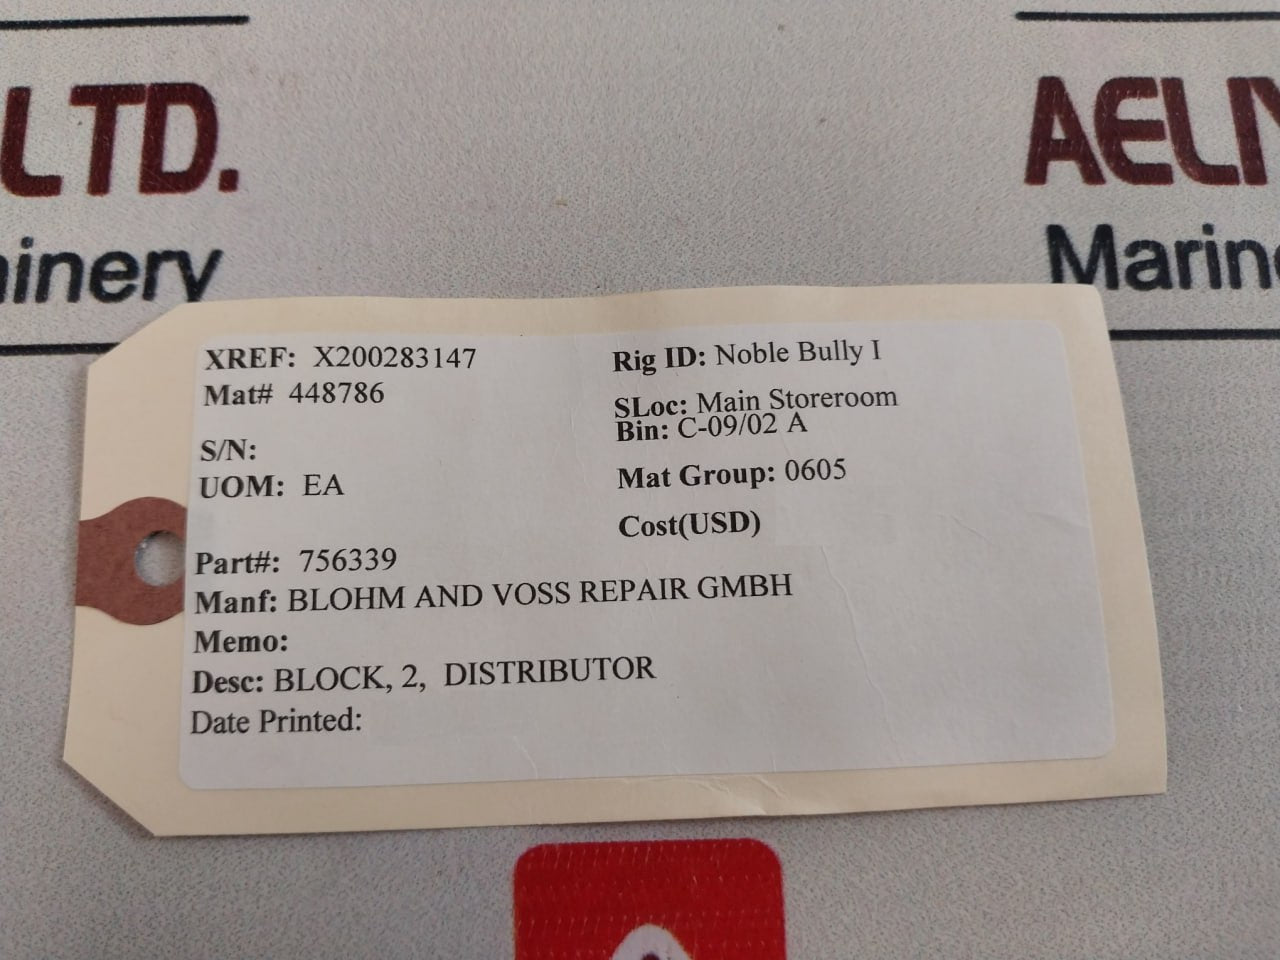 LTD.
AELIY
inery
Marine
XREF: X200283147
Mat# 448786
S/N:
UOM: EA
Rig ID: Noble Bully I
SLoc: Main Storeroom
Bin: C-09/02 A
Mat Group: 0605
Cost(USD)
Part#: 756339
Manf: BLOHM AND VOSS REPAIR GMBH
Memo:
Desc: BLOCK, 2, DISTRIBUTOR
Date Printed: